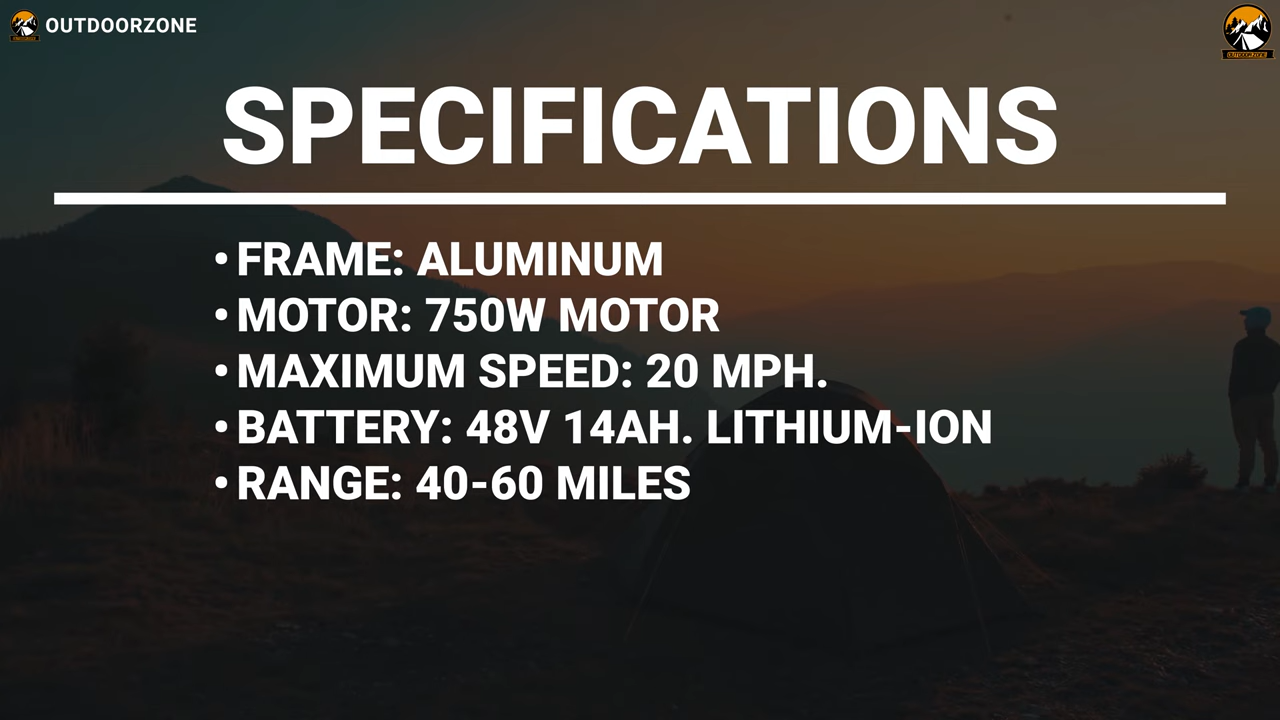 OUTDOORZONE
OUTDOORZONE
SPECIFICATIONS
• FRAME: ALUMINUM
• MOTOR: 750W MOTOR
• MAXIMUM SPEED: 20 MPH.
• BATTERY: 48V 14AH. LITHIUM-ION
• RANGE: 40-60 MILES